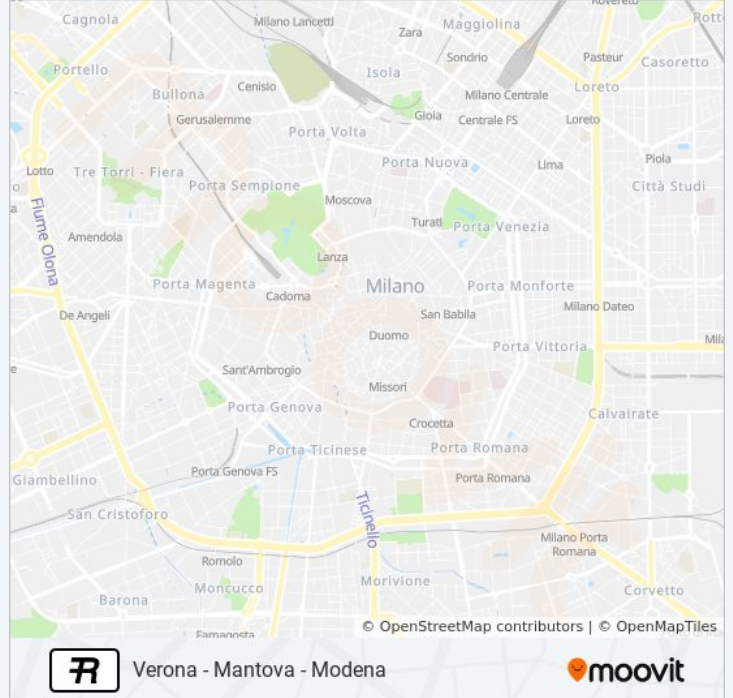 Rovereto
Cagnola
Milano Lancetti
Zara
Maggiolina
Rott
Portello
Sondrio
Pasteur
Casoretto
Isola
Bullona
Cenisio
Milano Centrale
Loreto
Gerusalemme
Gioia
Centrale FS
Loreto
Porta Volta
Porta Nuova
Lima
Piola
Lotto
Tre Torri - Fiera
Porta Sempione
Città Studi
o
Moscova
a
Fiume Olona
Turati
Porta Venezia
Amendola
Lanza
Porta Magenta
Cadorna
Milano
Porta Monforte
De Angeli
San Babila
Milano Dateo
Duomo
Porta Vittoria
Mila
e
Sant'Ambrogio
Missori
Porta Genova
Crocetta
Calvairate
Porta Ticinese
Porta Romana
Giambellino
Porta Genova FS
Porta Romana
San Cristoforo
Ticinello
Milano Porta
Romana
Romolo
Moncucco
Morivione
Corvetto
Barona
Famagosta
© OpenStreetMap contributors | © OpenMapTiles
R
Verona - Mantova - Modena
moovit